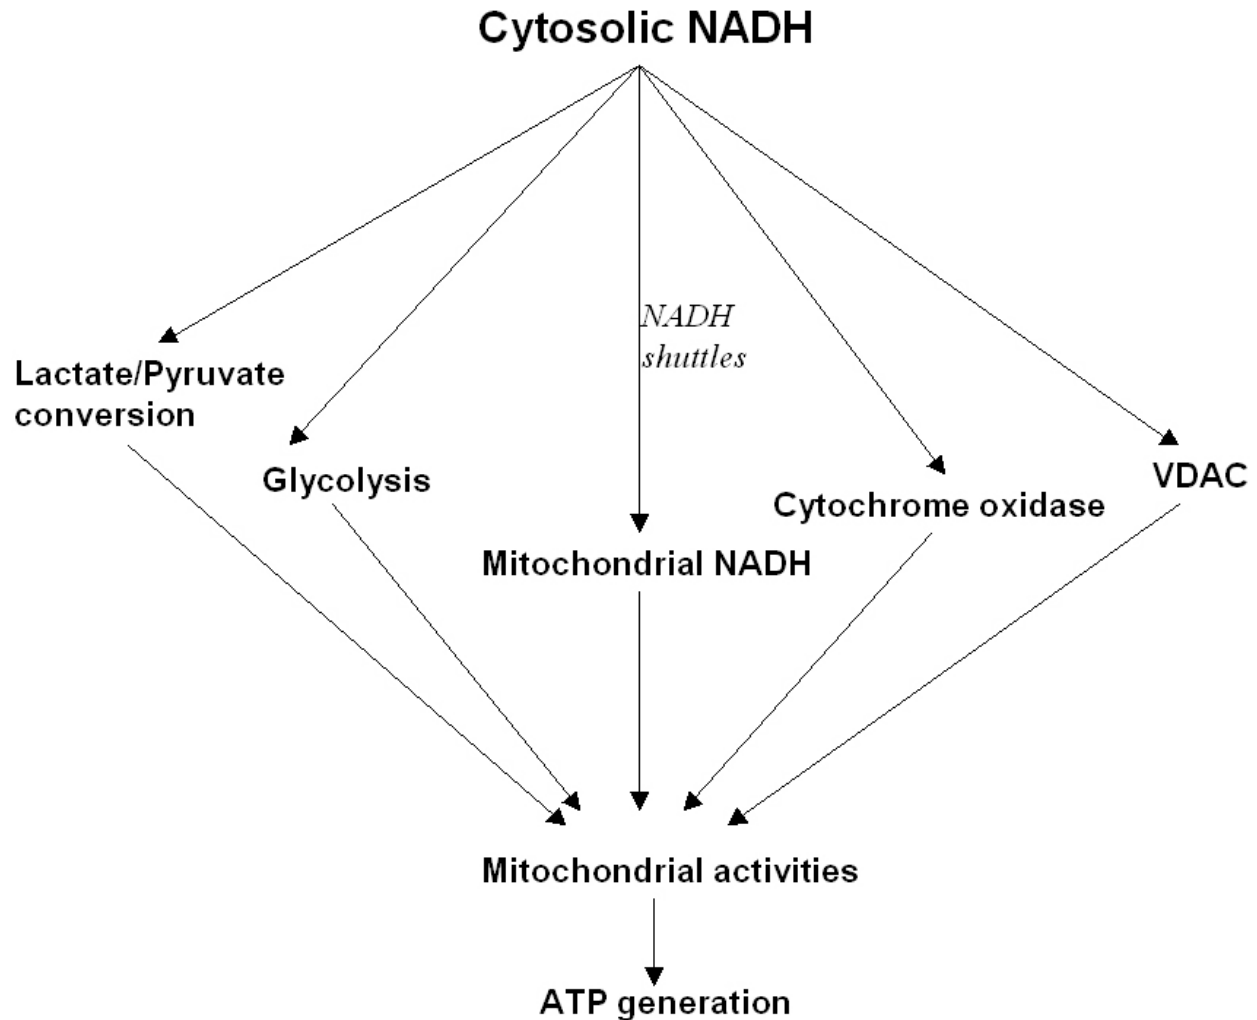 Cytosolic NADH
NADH
shuttles
Lactate/Pyruvate
conversion
Glycolysis
VDAC
Cytochrome oxidase
Mitochondrial NADH
Mitochondrial activities
ATP generation